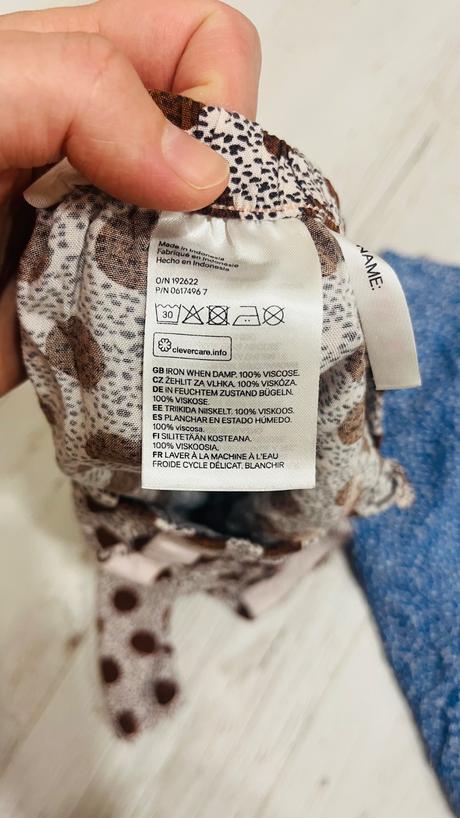 Made in Indonesia
Fabriqué en Indonésie
Hecho en Indonesia
O/N 192622
P/N 0617496 7
30
clevercare.info
GB IRON WHEN DAMP. 100% VISCOSE.
CZ ŽEHLIT ZA VLHKA. 100% VISKÓZA.
DE IN FEUCHTEM ZUSTAND BÜGELN.
100% VISKOSE.
EE TRIIKIDA NIISKELT. 100% VISKOOS.
ES PLANCHAR EN ESTADO HÚMEDO.
100% viscosa.
FI SILITETÄÄN KOSTEANA.
100% VISKOOSIA.
FR LAVER À LA MACHINE À L'EAU
FROIDE CYCLE DÉLICAT. BLANCHIR
NAME: